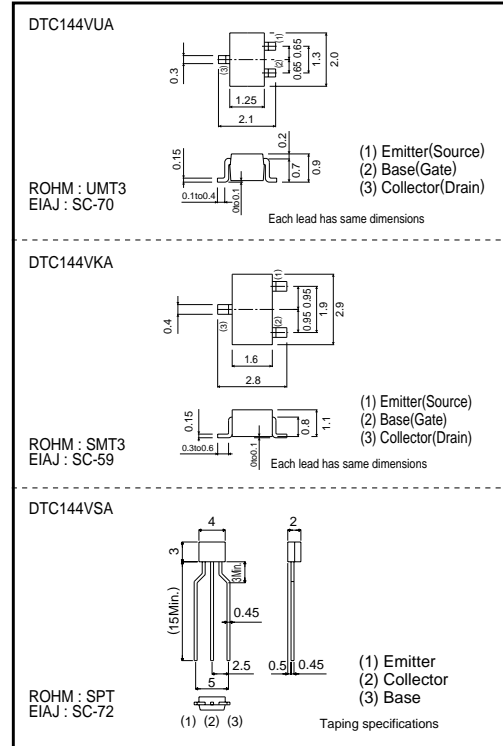 DTC144VUA
(1)
(2)
(3)
0.3
0.65
0.65
1.3
2.0
1.25
2.1
0.2
0.15
0.7
0.9
0.1to0.4
0to0.1
ROHM : UMT3
EIAJ : SC-70
(1) Emitter(Source)
(2) Base(Gate)
(3) Collector(Drain)
Each lead has same dimensions
DTC144VKA
(1)
(2)
(3)
0.4
0.95
0.95
1.9
2.9
1.6
2.8
0.15
0.8
1.1
0.3to0.6
0to0.1
ROHM : SMT3
EIAJ : SC-59
(1) Emitter(Source)
(2) Base(Gate)
(3) Collector(Drain)
Each lead has same dimensions
DTC144VSA
4
2
3
3Min.
(15Min.)
0.45
2.5
5
0.5
0.45
ROHM : SPT
EIAJ : SC-72
(1) (2) (3)
(1) Emitter
(2) Collector
(3) Base
Taping specifications